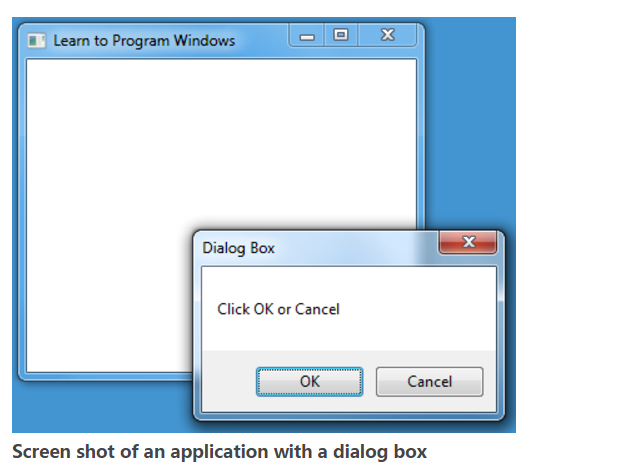 Learn to Program Windows
Dialog Box
Click OK or Cancel
OK
Cancel
Screen shot of an application with a dialog box